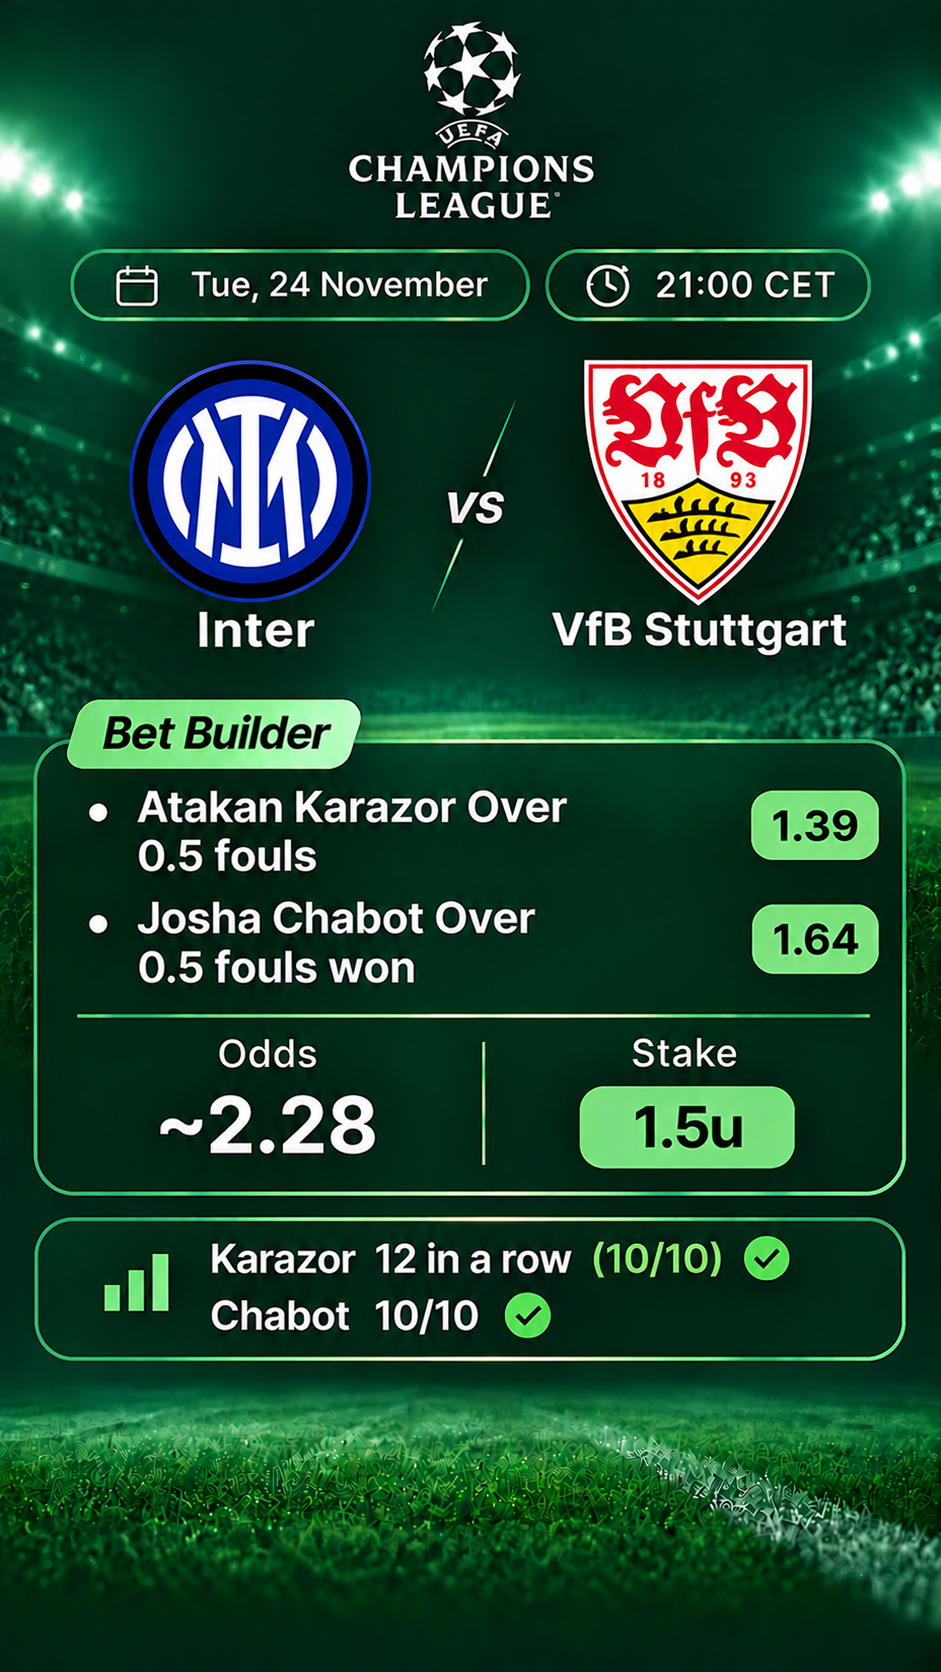 UEFA
CHAMPIONS
LEAGUE
Tue, 24 November
21:00 CET
VfB
18 93
VS
Inter
VfB Stuttgart
Bet Builder
Atakan Karazor Over
0.5 fouls
1.39
Josha Chabot Over
0.5 fouls won
1.64
Odds
~2.28
Stake
1.5u
Karazor 12 in a row (10/10)
Chabot 10/10